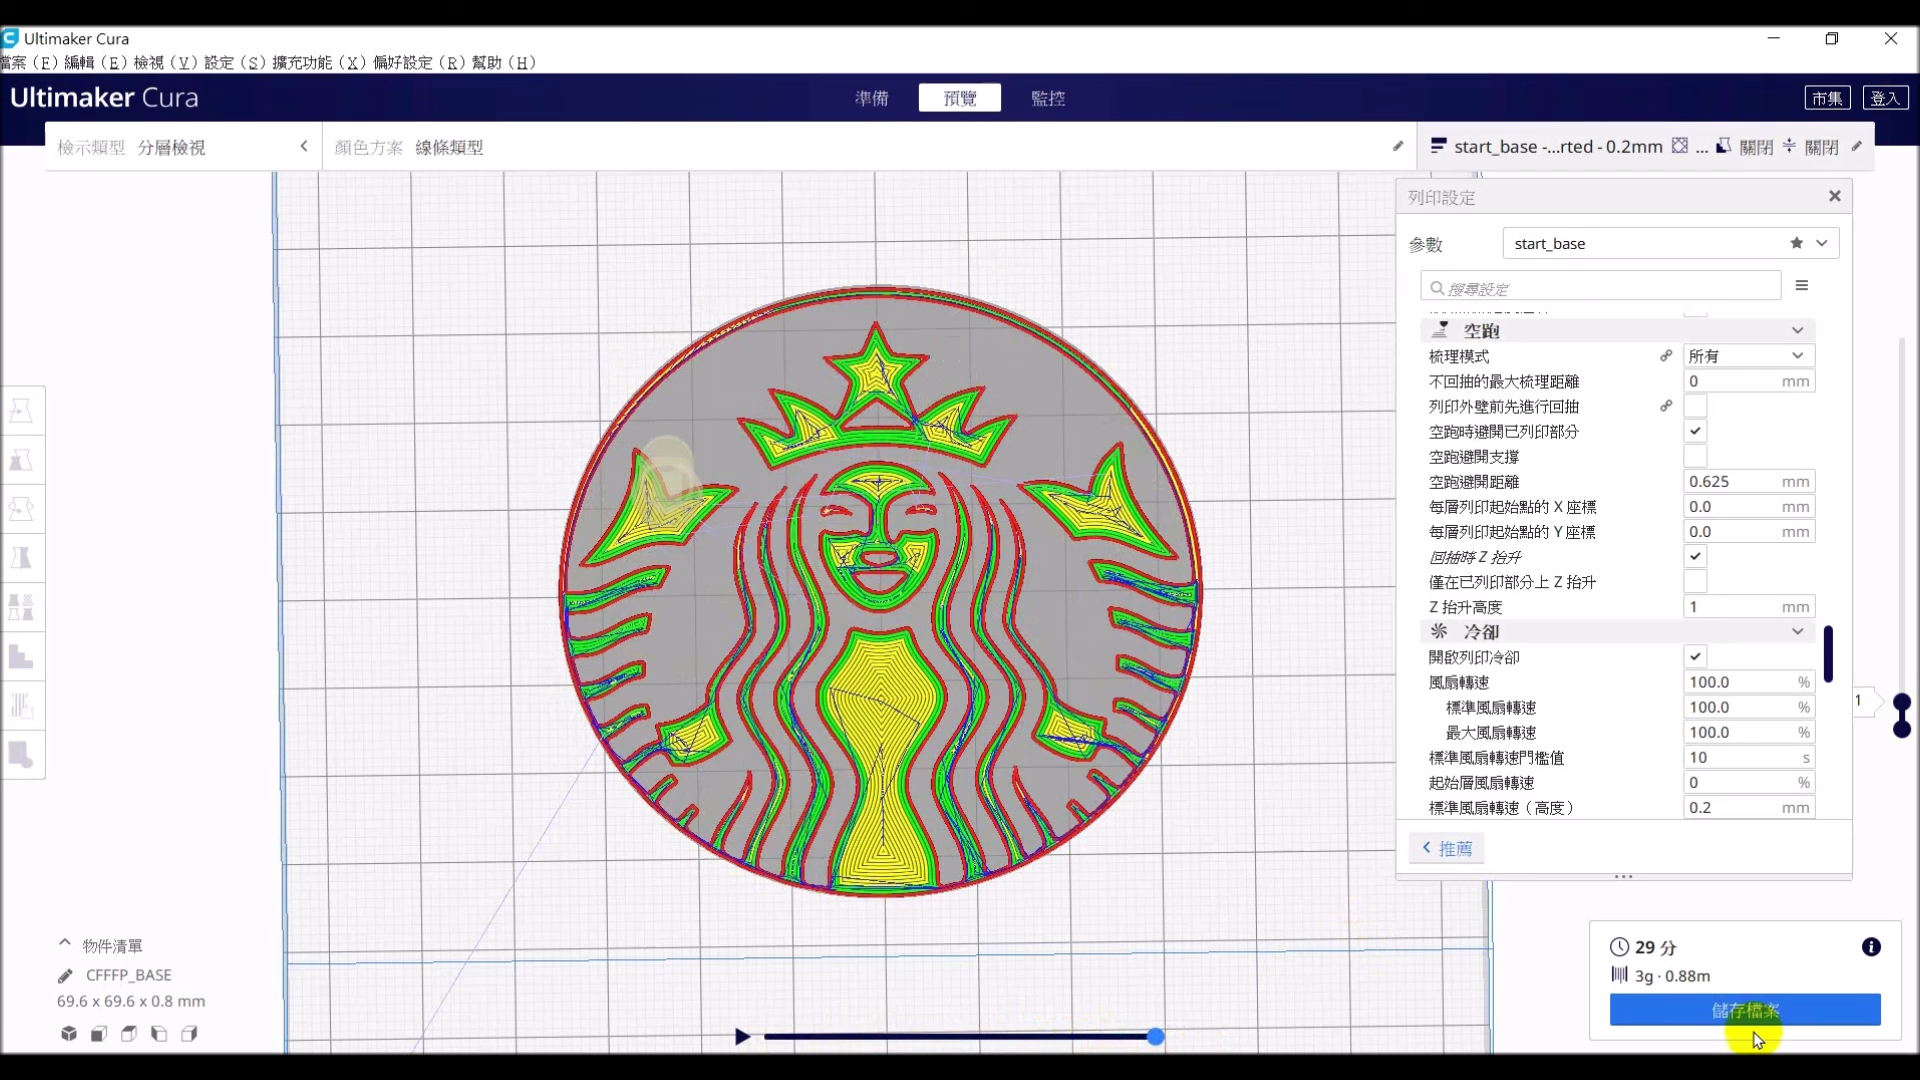 Ultimaker Cura
檔案（F） 編輯（E） 檢視（V） 設定（S） 擴充功能（X） 偏好設定（R） 幫助（H）
Ultimaker Cura
準備
預覽
監控
市集
登入
檢示類型 分層檢視
顏色方案 線條類型
start_base -...rted - 0.2mm ... 關閉 關閉
列印設定
參數
start_base
搜尋設定
空跑
梳理模式 所有
不回抽的最大梳理距離 0 mm
列印外壁前先進行回抽
空跑時避開已列印部分
空跑避開支撐
空跑避開距離 0.625 mm
每層列印起始點的 X 座標 0.0 mm
每層列印起始點的 Y 座標 0.0 mm
回抽時 Z 抬升
僅在已列印部分上 Z 抬升
Z 抬升高度 1 mm
冷卻
開啟列印冷卻
風扇轉速 100.0 %
標準風扇轉速 100.0 %
最大風扇轉速 100.0 %
標準風扇轉速門檻值 10 s
起始層風扇轉速 0 %
標準風扇轉速（高度） 0.2 mm
推薦
1
物件清單
CFFFP_BASE
69.6 x 69.6 x 0.8 mm
29 分
3g · 0.88m
儲存檔案